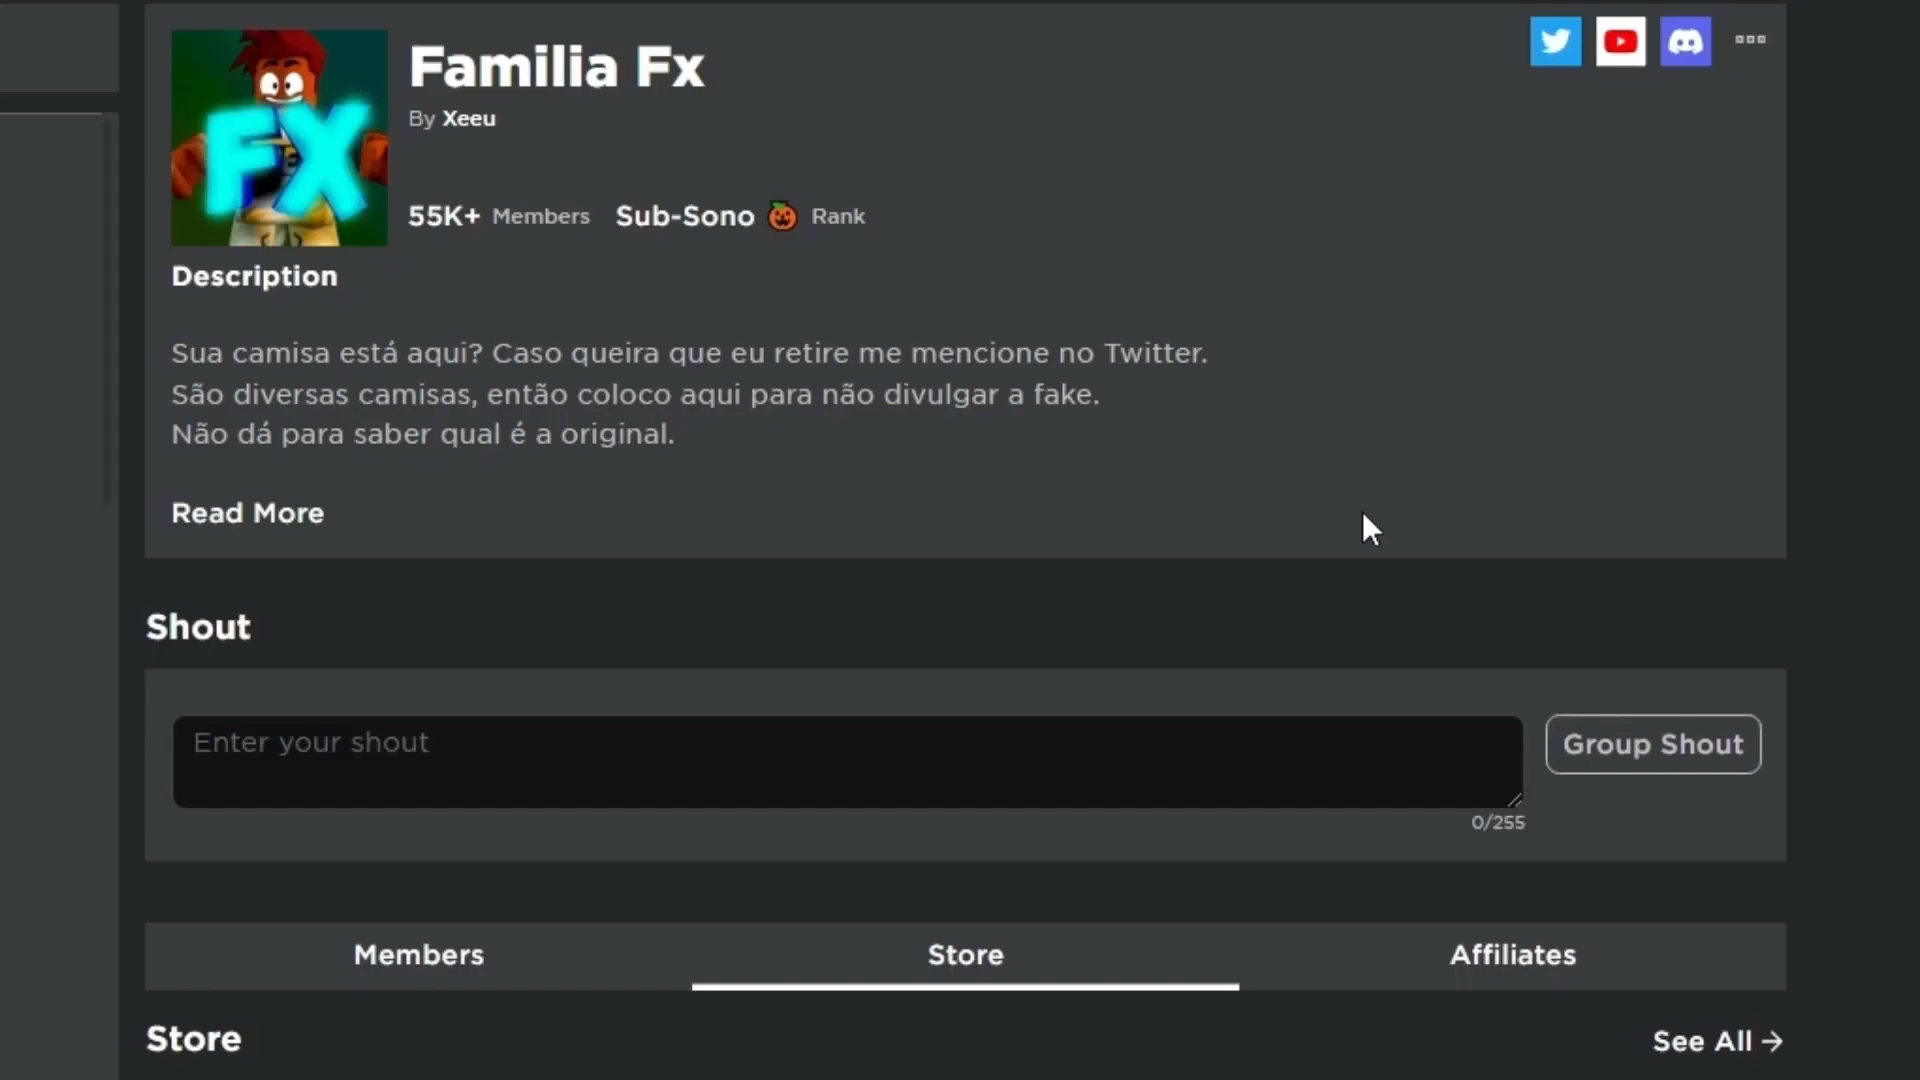 FX
Familia Fx
By Xeeu
55K+ Members Sub-Sono 🎃 Rank
Description
Sua camisa está aqui? Caso queira que eu retire me mencione no Twitter.
São diversas camisas, então coloco aqui para não divulgar a fake.
Não dá para saber qual é a original.
Read More
Shout
Enter your shout
Group Shout
0/255
Members Store Affiliates
Store
See All →